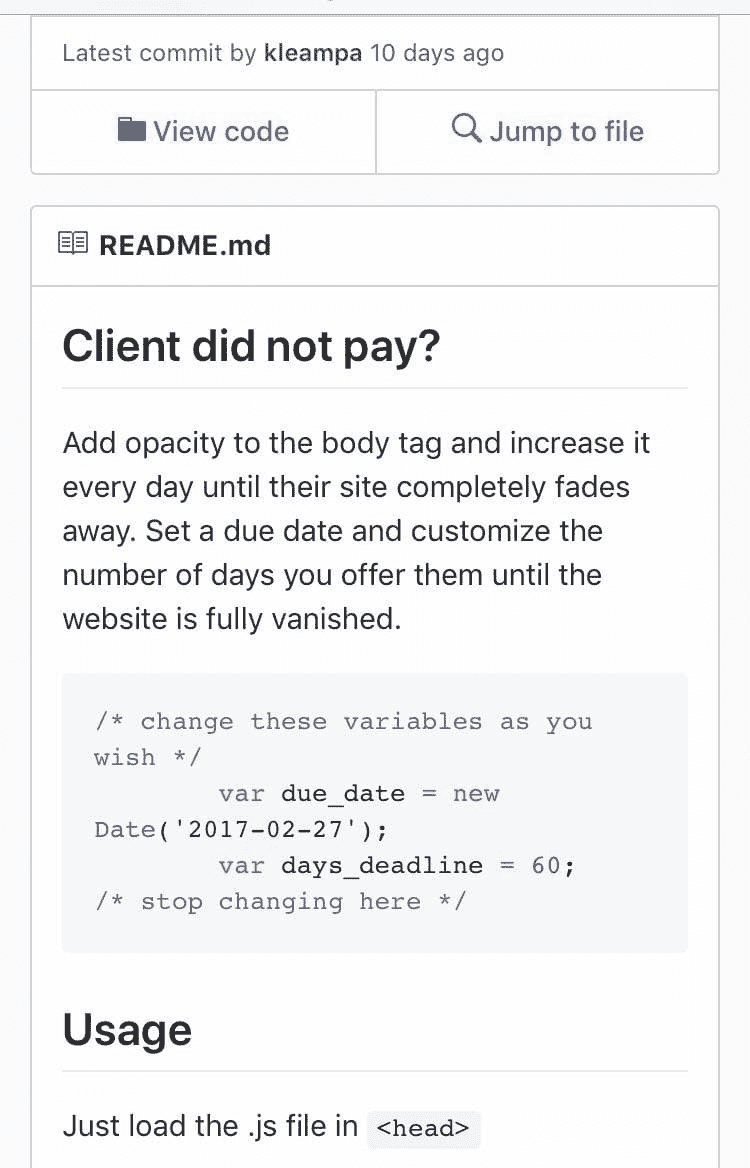 Latest commit by kleampa 10 days ago
View code
Jump to file
README.md
Client did not pay?
Add opacity to the body tag and increase it
every day until their site completely fades
away. Set a due date and customize the
number of days you offer them until the
website is fully vanished.
/* change these variables as you
wish */
var due_date = new
Date('2017-02-27');
var days_deadline = 60;
/* stop changing here */
Usage
Just load the .js file in <head>